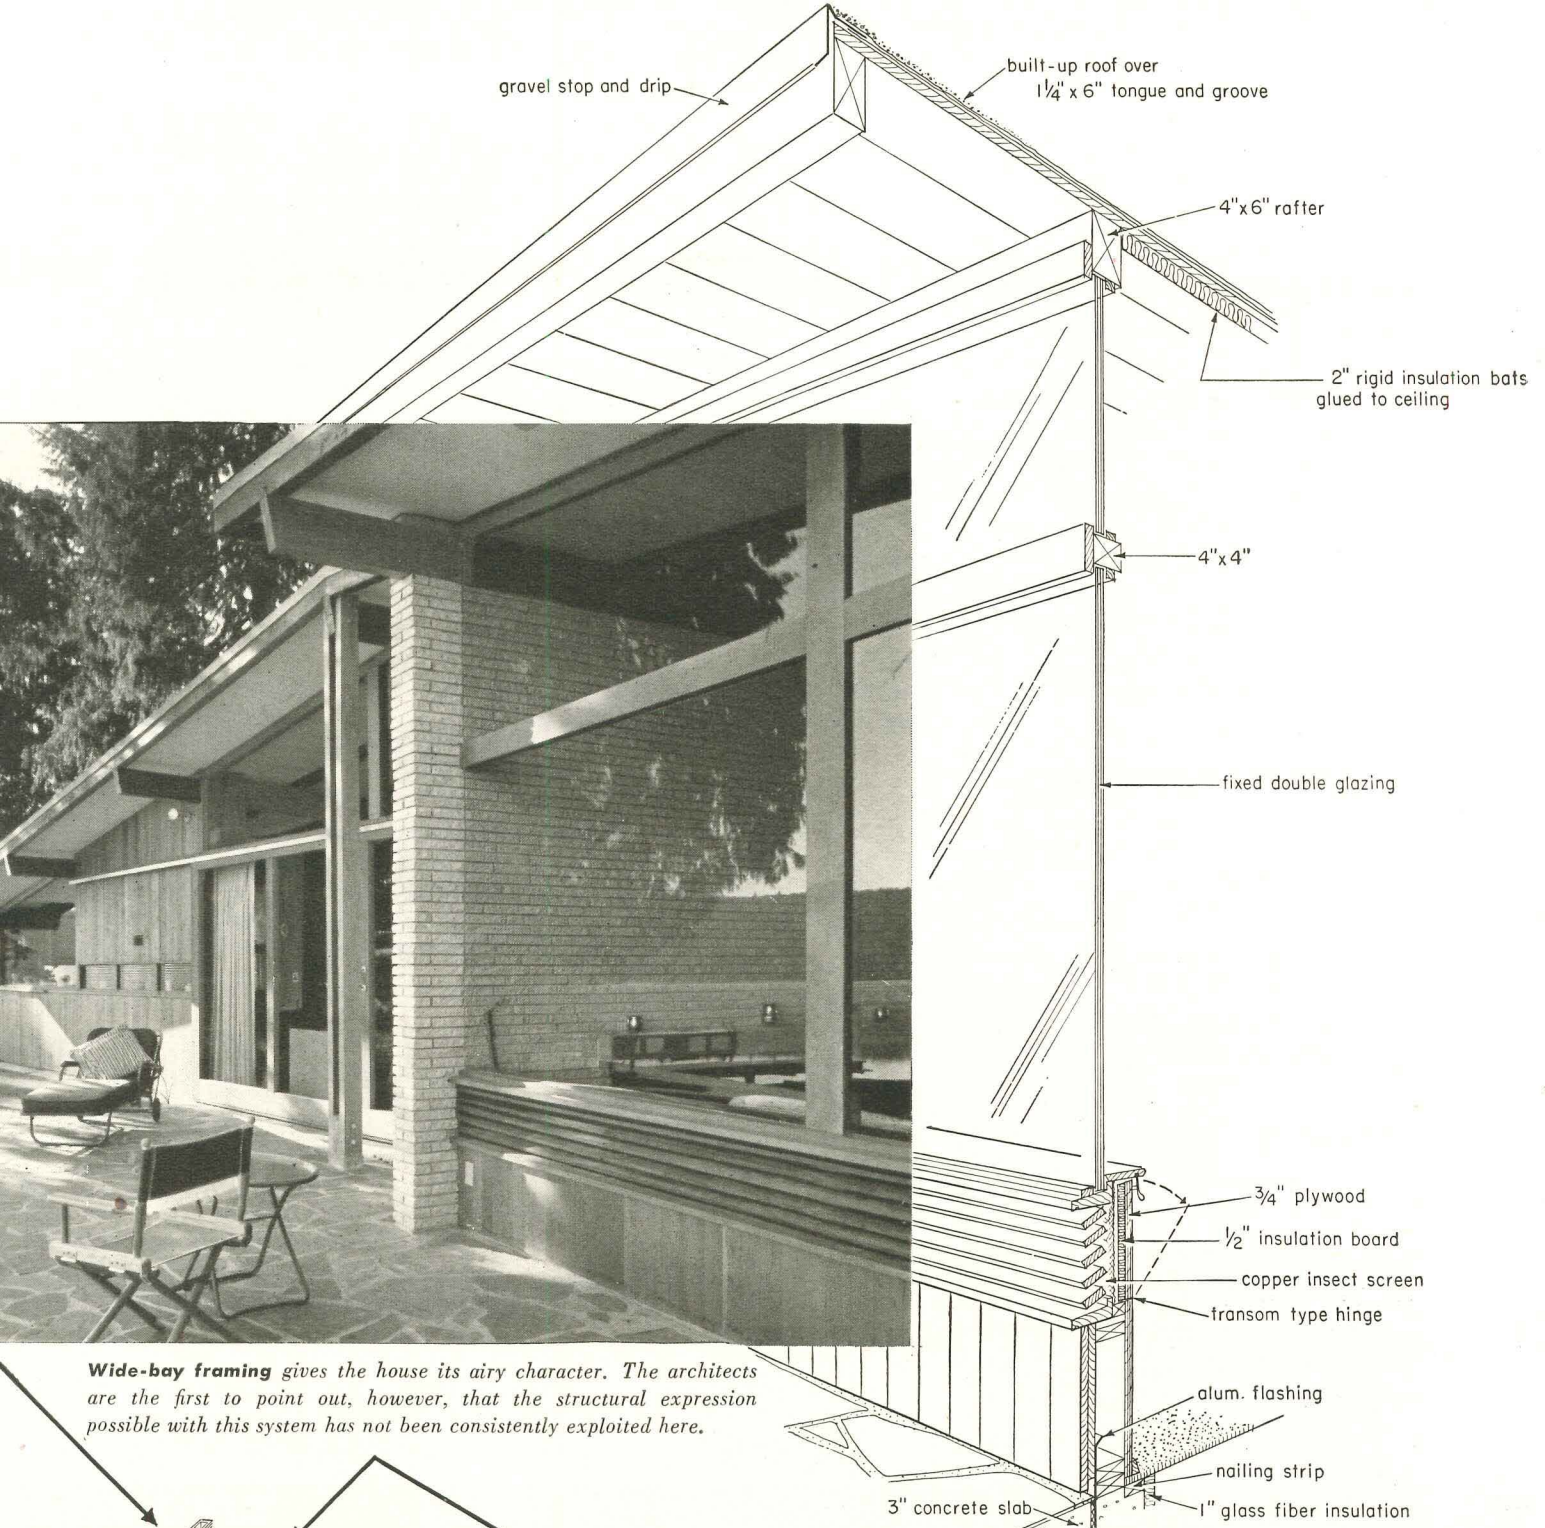 gravel stop and drip
built-up roof over
1¼" x 6" tongue and groove
4"x6" rafter
2" rigid insulation bats
glued to ceiling
4"x4"
fixed double glazing
3/4" plywood
1/2" insulation board
copper insect screen
transom type hinge
alum. flashing
nailing strip
3" concrete slab
1" glass fiber insulation
Wide-bay framing gives the house its airy character. The architects
are the first to point out, however, that the structural expression
possible with this system has not been consistently exploited here.